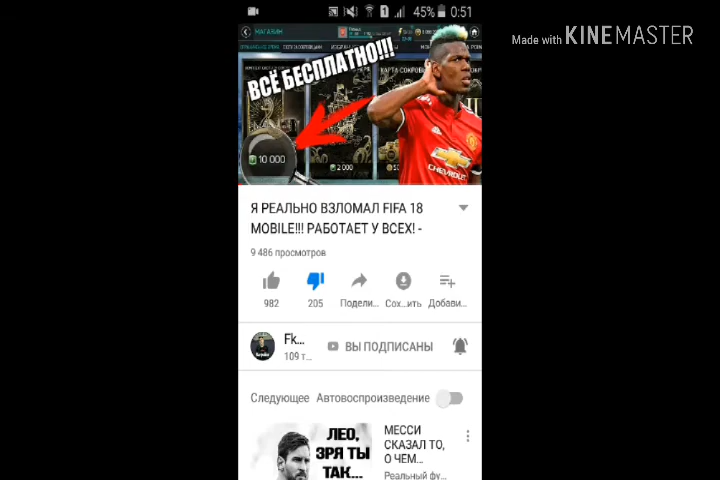 45% 0:51
Made with KINEMASTER
МАГАЗИН
ВСЁ БЕСПЛАТНО!!!
КАРТА СОКРОВ
10 000
2 000
CHEVROLET
Я РЕАЛЬНО ВЗЛОМАЛ FIFA 18
MOBILE!!! РАБОТАЕТ У ВСЕХ! -
9 486 просмотров
982 205 Подели... Сох...ить Добави...
Fk...
109 т...
ВЫ ПОДПИСАНЫ
Следующее Автовоспроизведение
ЛЕО,
ЗРЯ ТЫ
ТАК...
МЕССИ
СКАЗАЛ ТО,
О ЧЕМ...
Реальный фу...